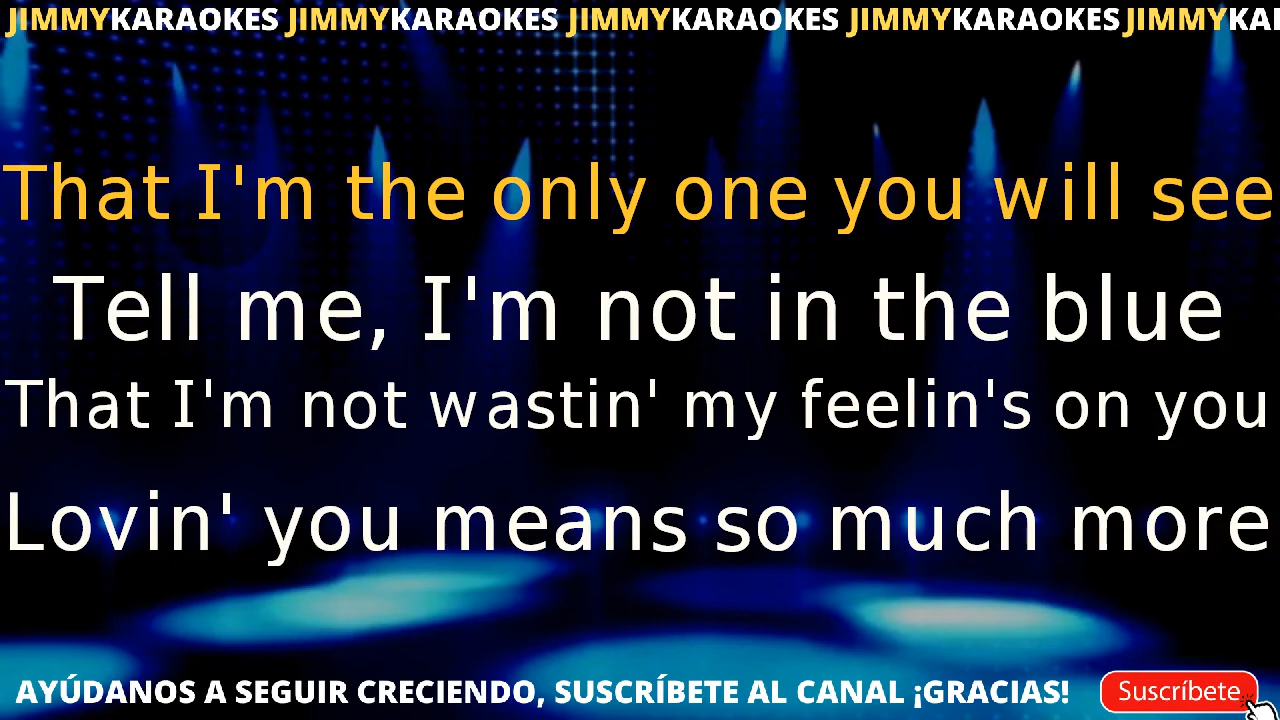 JIMMYKARAOKES JIMMYKARAOKES JIMMYKARAOKES JIMMYKARAOKES JIMMYKA
That I'm the only one you will see
Tell me, I'm not in the blue
That I'm not wastin' my feelin's on you
Lovin' you means so much more
AYÚDANOS A SEGUIR CRECIENDO, SUSCRÍBETE AL CANAL ¡GRACIAS! Suscríbete